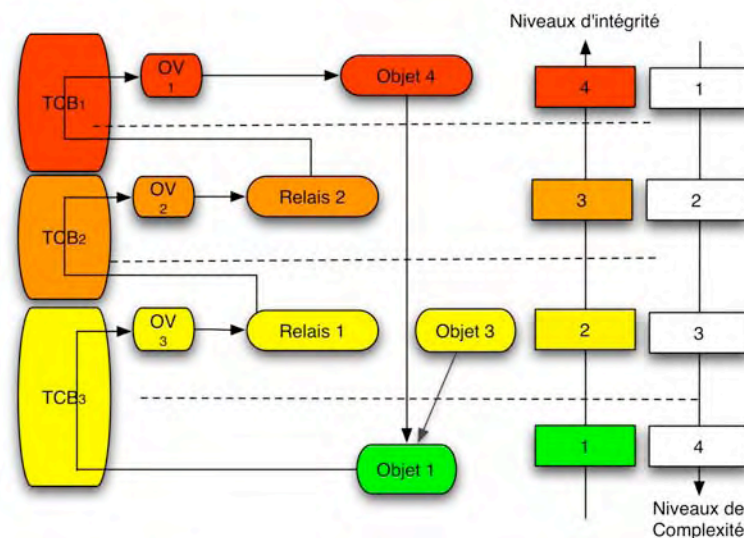 Niveaux d'intégrité
TCB1
OV
1
Objet 4
4
1
TCB2
OV
2
Relais 2
3
2
TCB3
OV
3
Relais 1
Objet 3
2
3
Objet 1
1
4
Niveaux de
Complexité